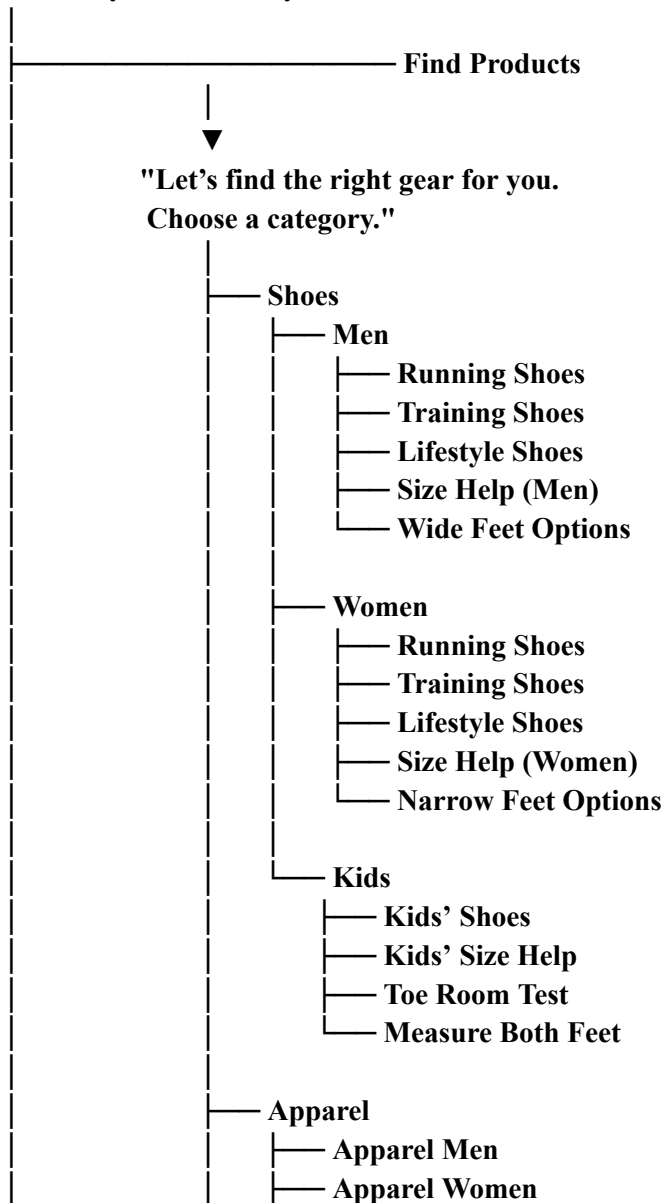 Find Products
"Let’s find the right gear for you.
Choose a category."
Shoes
Men
Running Shoes
Training Shoes
Lifestyle Shoes
Size Help (Men)
Wide Feet Options
Women
Running Shoes
Training Shoes
Lifestyle Shoes
Size Help (Women)
Narrow Feet Options
Kids
Kids’ Shoes
Kids’ Size Help
Toe Room Test
Measure Both Feet
Apparel
Apparel Men
Apparel Women